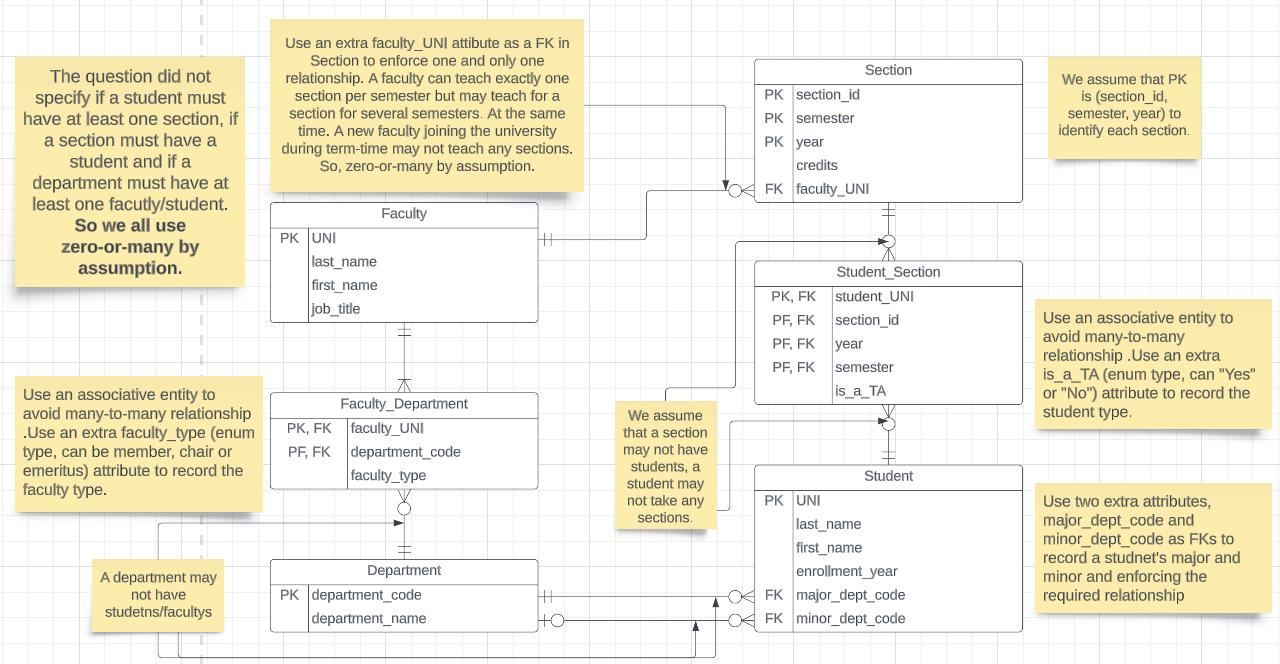 The question did not
specify if a student must
have at least one section, if
a section must have a
student and if a
department must have at
least one factuly/student.
So we all use
zero-or-many by
assumption.
Use an extra faculty_UNI attibute as a FK in
Section to enforce one and only one
relationship. A faculty can teach exactly one
section per semester but may teach for a
section for several semesters. At the same
time. A new faculty joining the university
during term-time may not teach any sections.
So, zero-or-many by assumption.
Section
PK section_id
PK semester
PK year
credits
FK faculty_UNI
We assume that PK
is (section_id,
semester, year) to
identify each section.
Faculty
PK UNI
last_name
first_name
job_title
Student_Section
PK, FK student_UNI
PF, FK section_id
PF, FK year
PF, FK semester
is_a_TA
Use an associative entity to
avoid many-to-many
relationship .Use an extra
is_a_TA (enum type, can "Yes"
or "No") attribute to record the
student type.
Use an associative entity to
avoid many-to-many relationship
.Use an extra faculty_type (enum
type, can be member, chair or
emeritus) attribute to record the
faculty type.
Faculty_Department
PK, FK faculty_UNI
PF, FK department_code
faculty_type
We assume
that a section
may not have
students, a
student may
not take any
sections.
Student
PK UNI
last_name
first_name
enrollment_year
FK major_dept_code
FK minor_dept_code
Use two extra attributes,
major_dept_code and
minor_dept_code as FKs to
record a studnet's major and
minor and enforcing the
required relationship
A department may
not have
studetns/facultys
Department
PK department_code
department_name